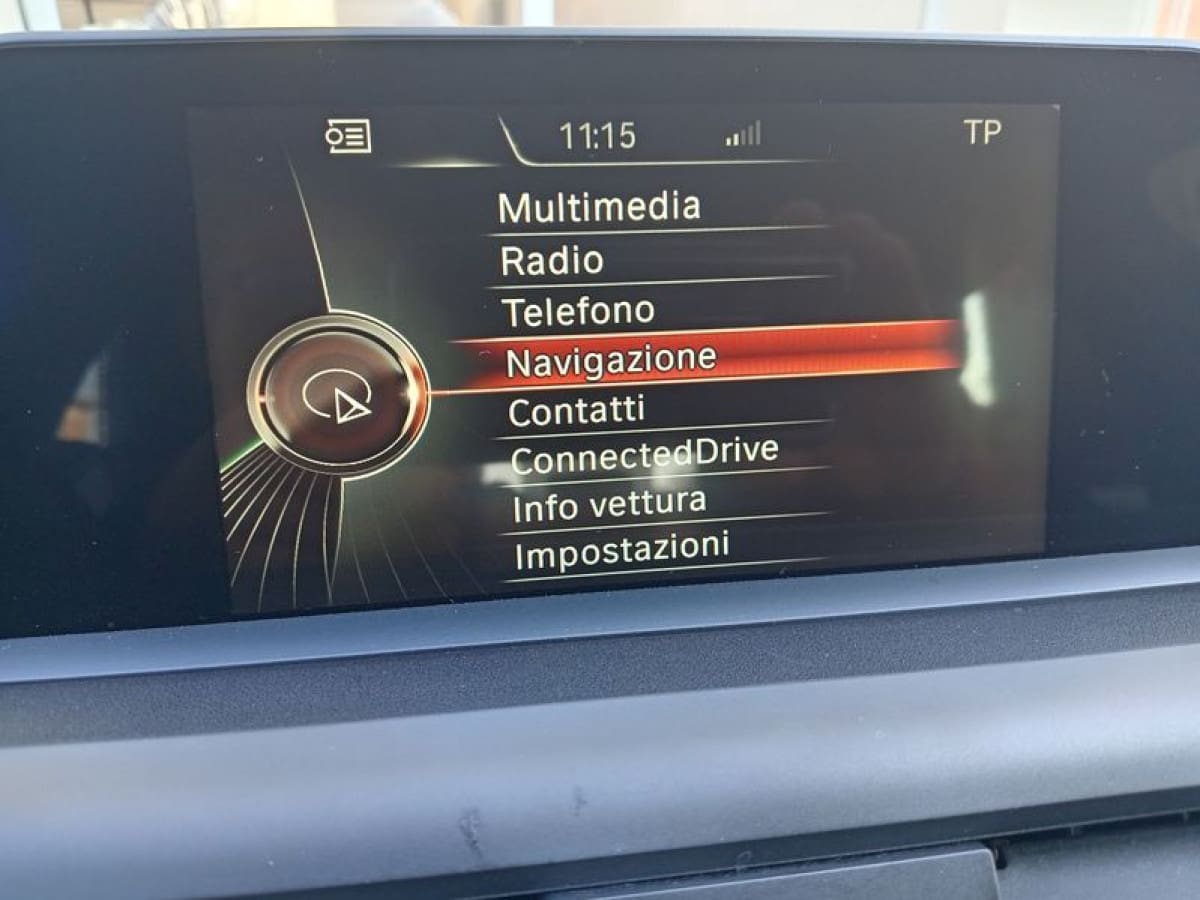 11:15
TP
Multimedia
Radio
Telefono
Navigazione
Contatti
ConnectedDrive
Info vettura
Impostazioni